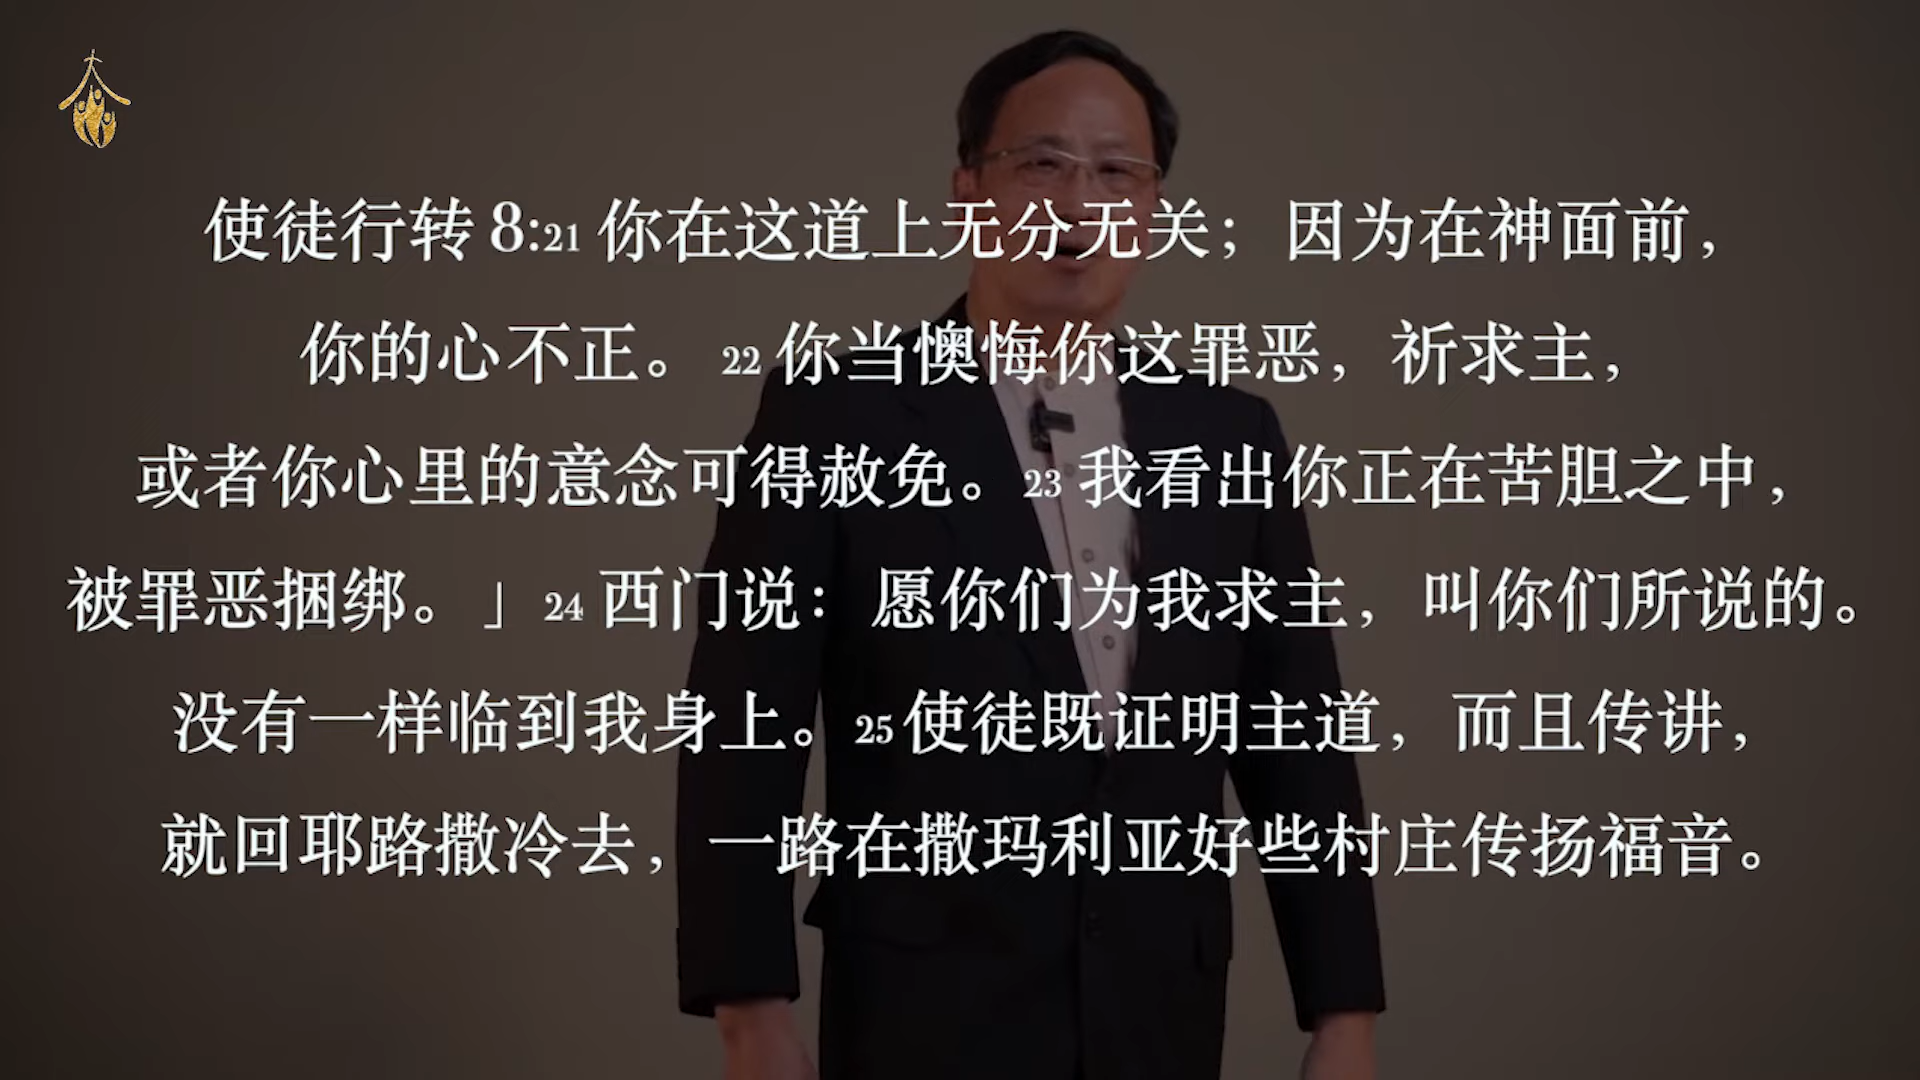 使徒行转 8:21 你在这道上无分无关；因为在神面前，
你的心不正。 22 你当懊悔你这罪恶，祈求主，
或者你心里的意念可得赦免。23 我看出你正在苦胆之中，
被罪恶捆绑。」 24 西门说：愿你们为我求主，叫你们所说的。
没有一样临到我身上。25 使徒既证明主道，而且传讲，
就回耶路撒冷去，一路在撒玛利亚好些村庄传扬福音。